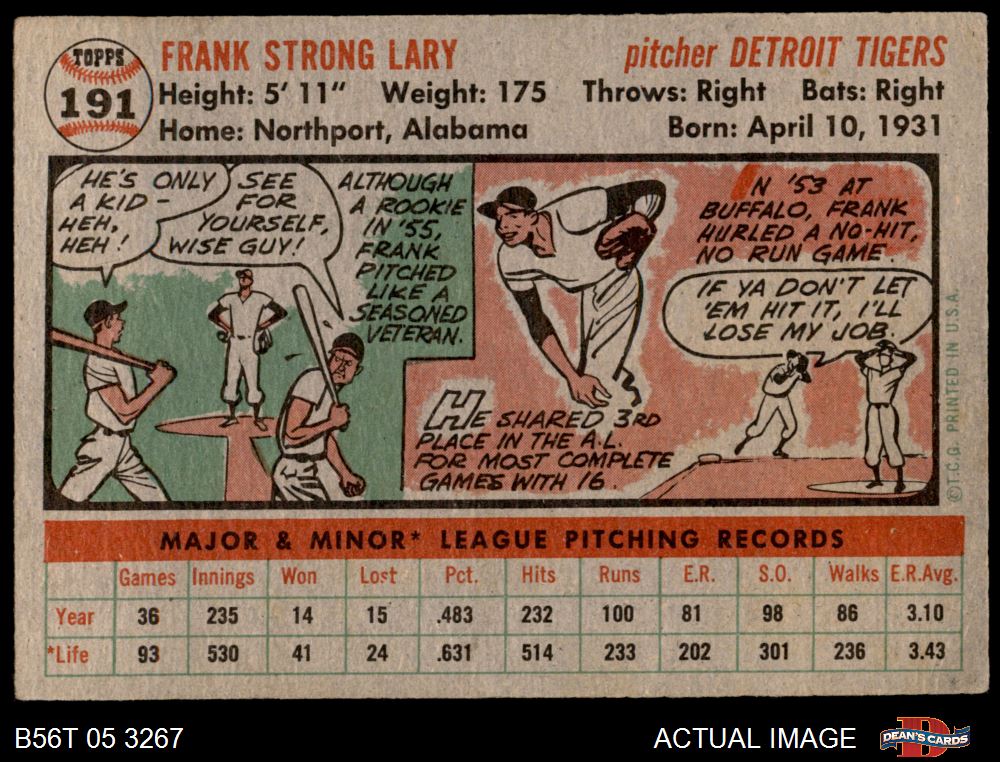 TOPPS
191
FRANK STRONG LARY
pitcher DETROIT TIGERS
Height: 5' 11" Weight: 175 Throws: Right Bats: Right
Home: Northport, Alabama Born: April 10, 1931
HE'S ONLY
A KID –
HEH,
HEH!
SEE
FOR
YOURSELF,
WISE GUY!
ALTHOUGH
A ROOKIE
IN '55,
FRANK
PITCHED
LIKE A
SEASONED
VETERAN.
HE SHARED 3RD
PLACE IN THE A.L.
FOR MOST COMPLETE
GAMES WITH 16.
IN '53 AT
BUFFALO, FRANK
HURLED A NO-HIT,
NO RUN GAME.
IF YA DON'T LET
'EM HIT IT, I'LL
LOSE MY JOB.
©T.C.G. PRINTED IN U.S.A.
MAJOR & MINOR* LEAGUE PITCHING RECORDS
Games Innings Won Lost Pct. Hits Runs E.R. S.O. Walks E.R.Avg.
Year 36 235 14 15 .483 232 100 81 98 86 3.10
*Life 93 530 41 24 .631 514 233 202 301 236 3.43
B56T 05 3267
ACTUAL IMAGE
DEAN'S CARDS